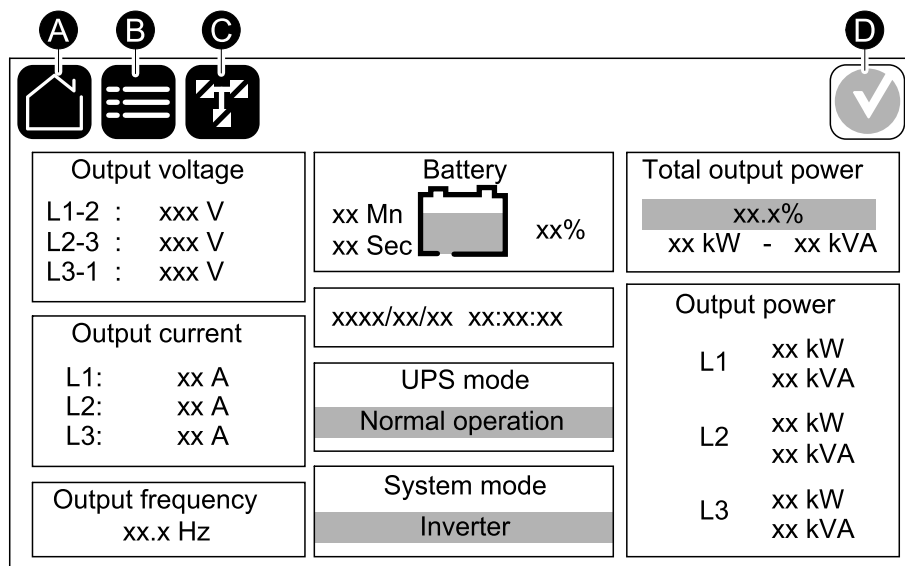 A B C D
Output voltage
L1-2 : xxx V
L2-3 : xxx V
L3-1 : xxx V
Output current
L1: xx A
L2: xx A
L3: xx A
Output frequency
xx.x Hz
Battery
xx Mn
xx Sec
xx%
xxxx/xx/xx xx:xx:xx
UPS mode
Normal operation
System mode
Inverter
Total output power
xx.x%
xx kW - xx kVA
Output power
L1 xx kW
xx kVA
L2 xx kW
xx kVA
L3 xx kW
xx kVA